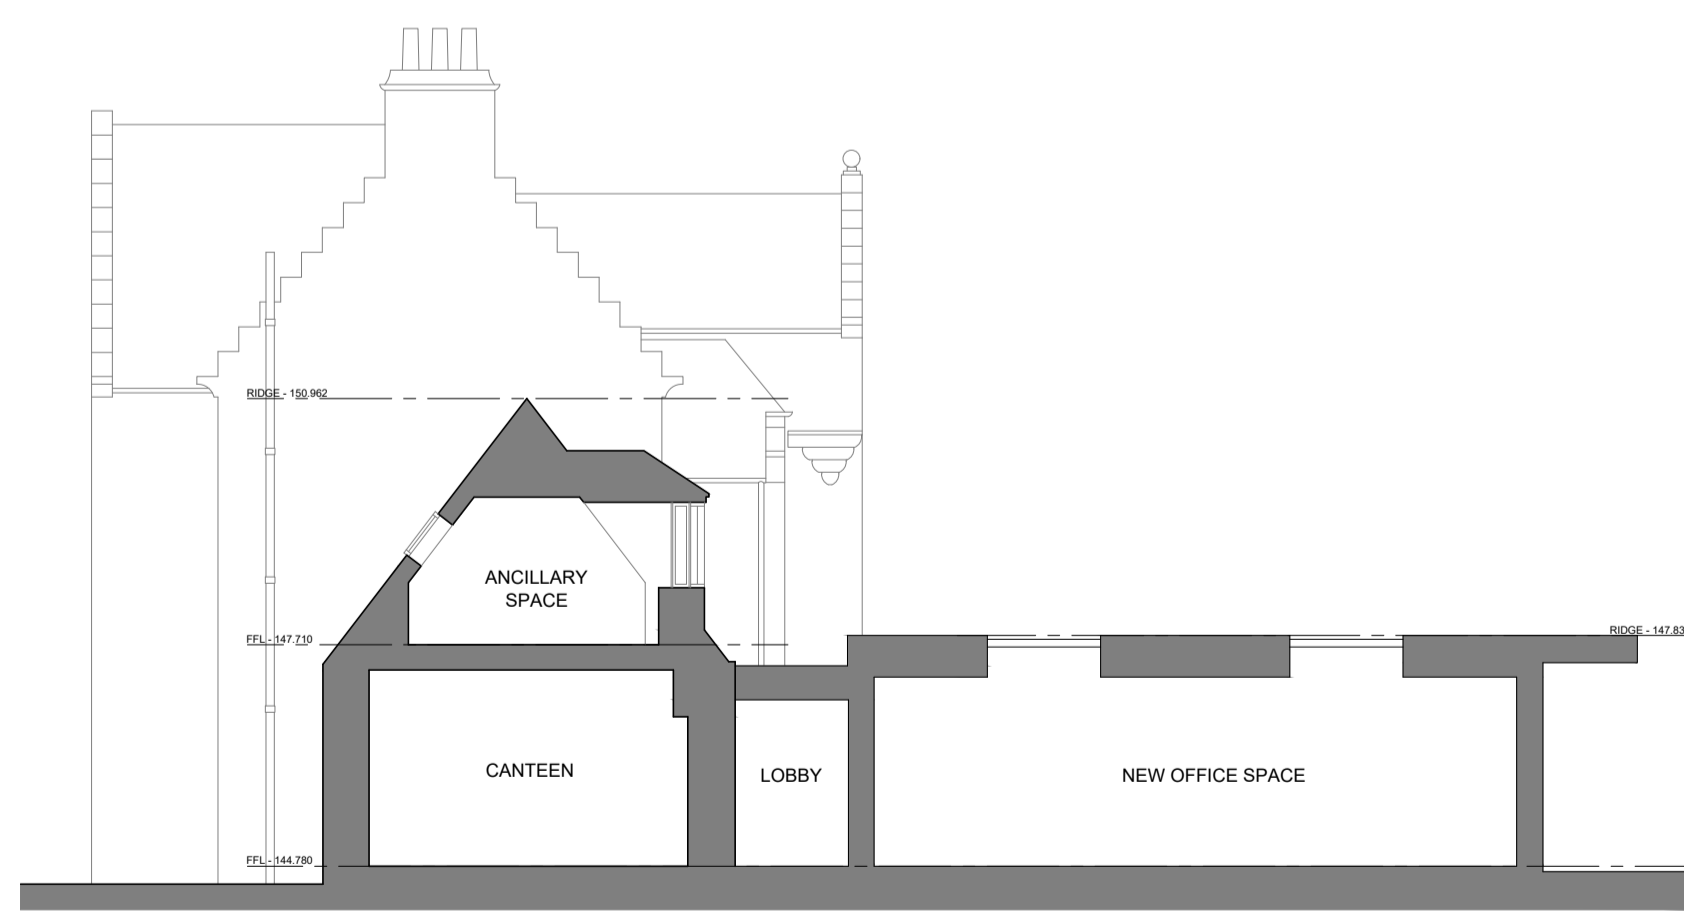 RIDGE - 150.962
ANCILLARY
SPACE
FFL - 147.710
RIDGE - 147.83
CANTEEN
LOBBY
NEW OFFICE SPACE
FFL - 144.780